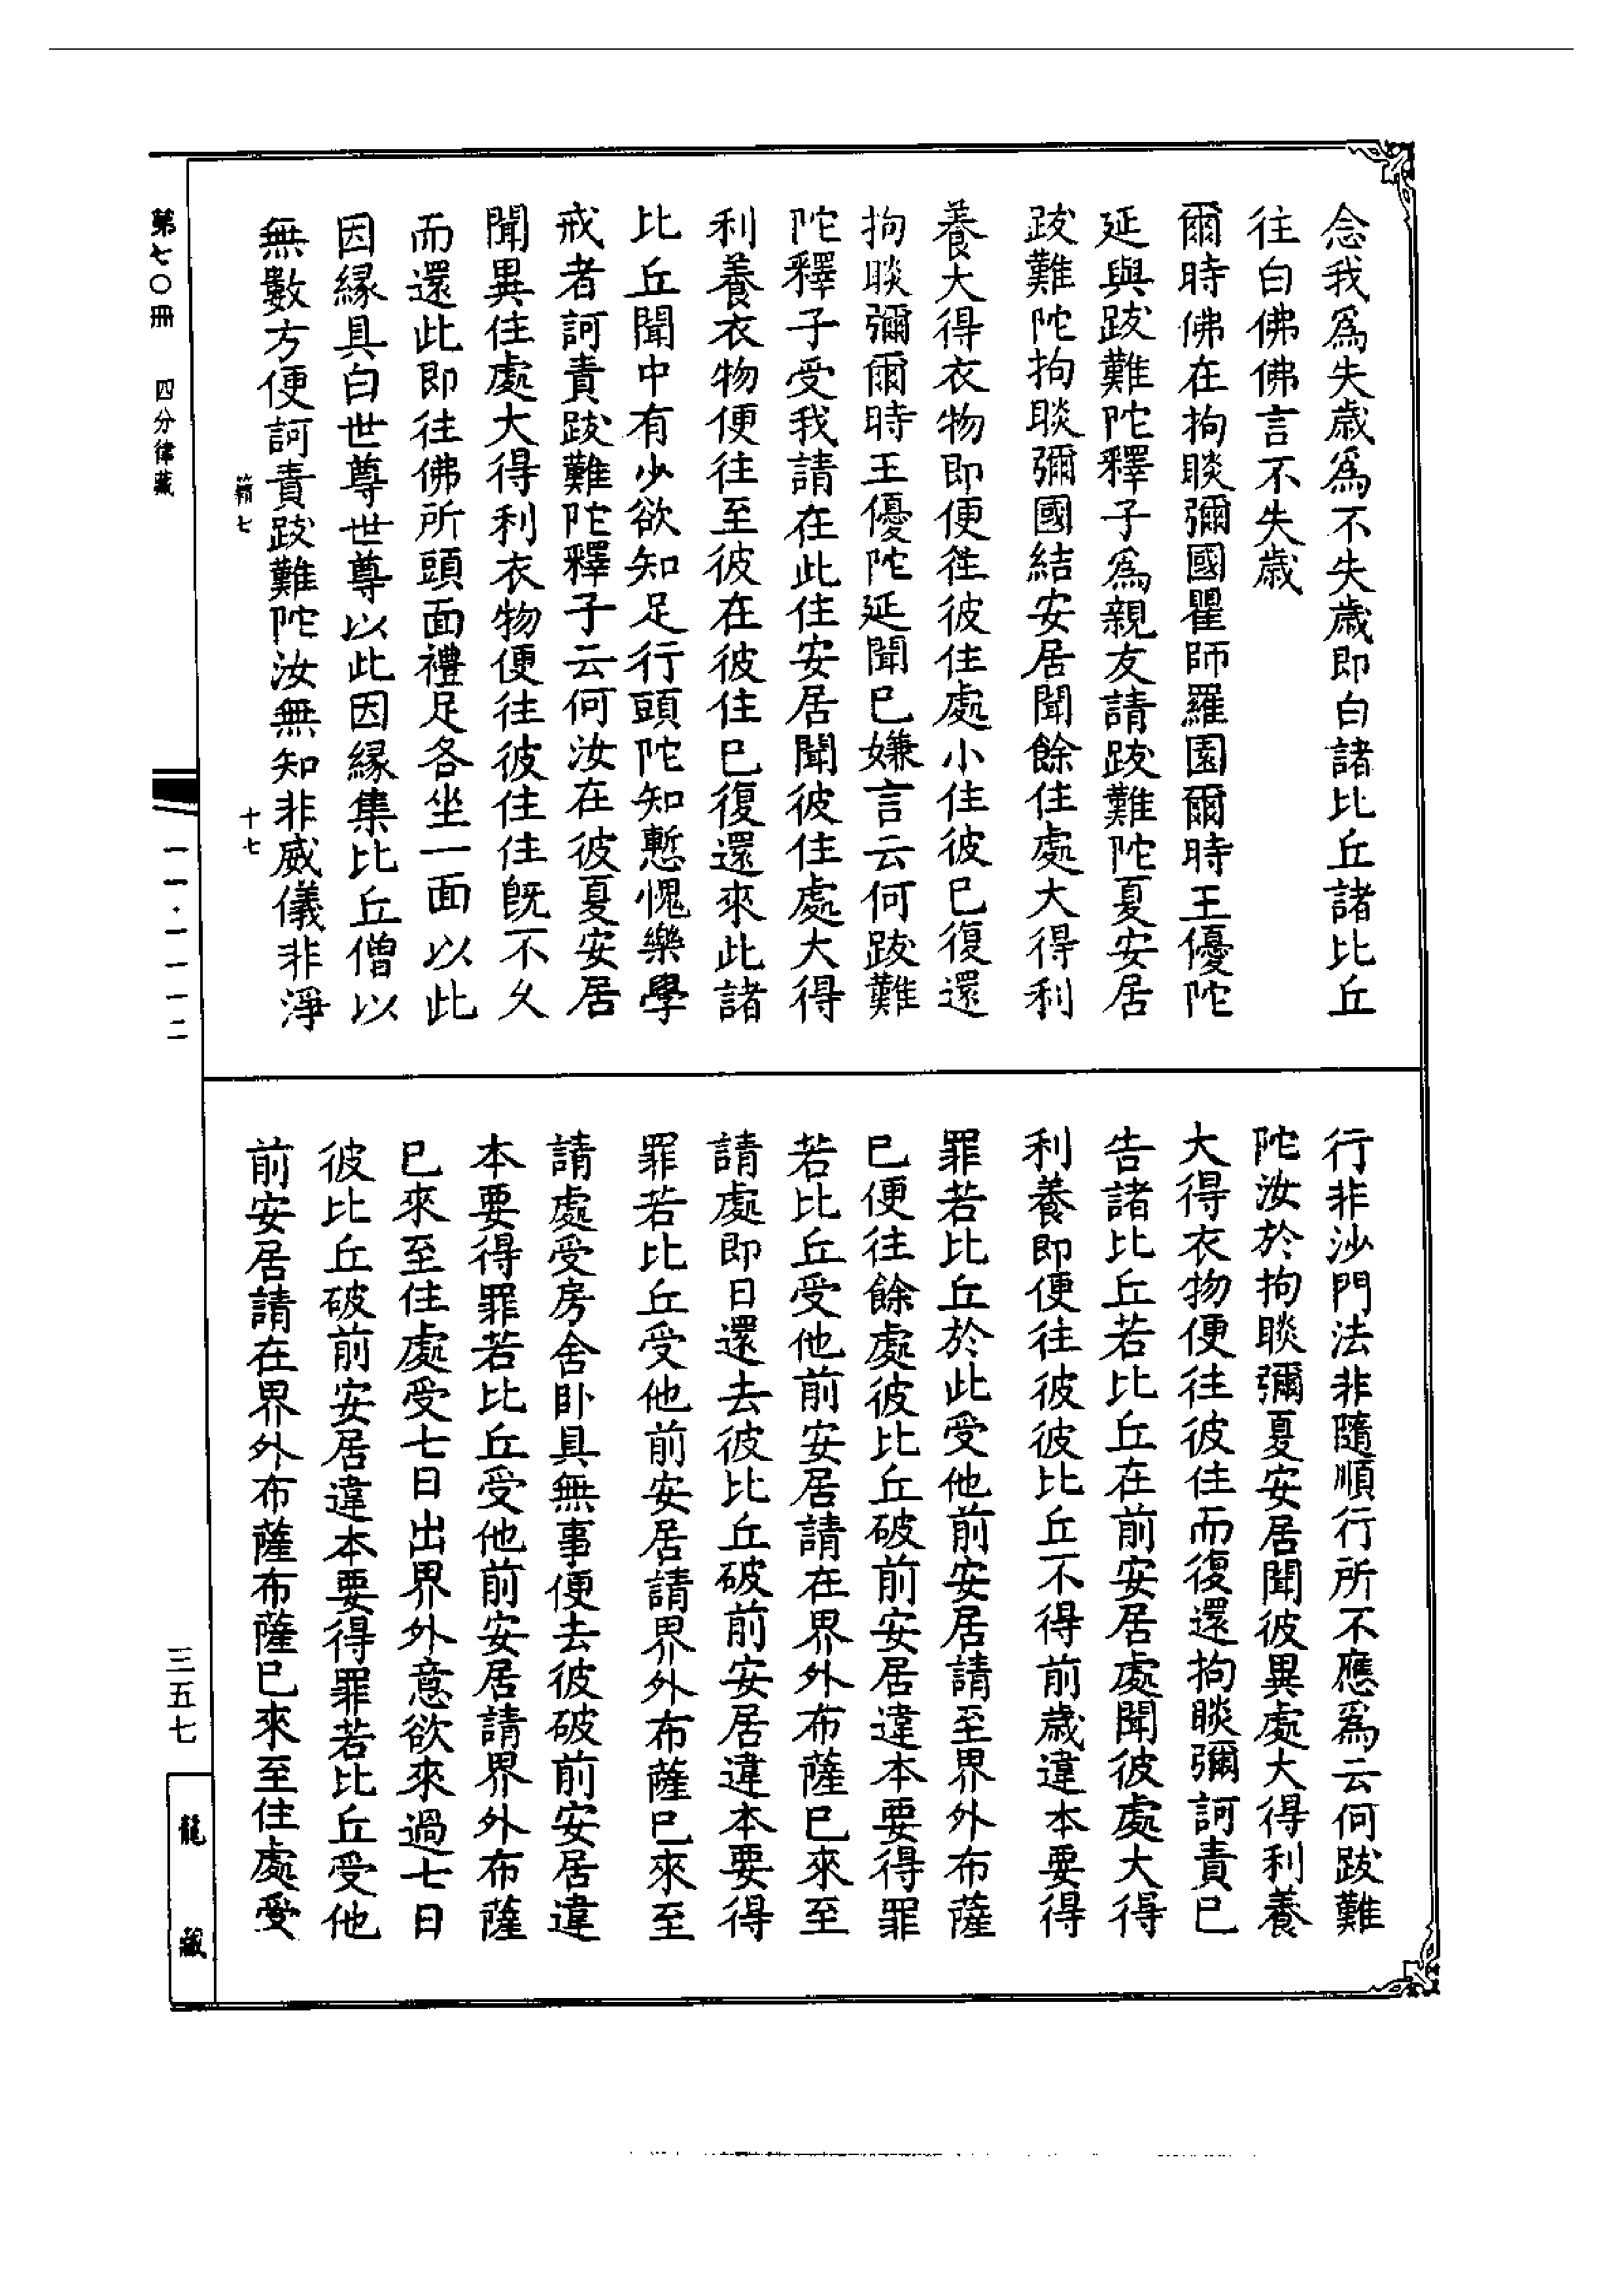 念我為失歳為不失歳即白諸比丘諸比丘
往白佛佛言不失歳
爾時佛在拘睒彌國瞿師羅園爾時王優陀
延與跋難陀釋子為親友請跋難陀夏安居
跋難陀拘睒彌國結安居聞餘住處大得利
養大得衣物即便徃彼住處小住彼已復還
拘睒彌爾時王優陀延聞已嫌言云何跋難
陀釋子受我請在此住安居聞彼住處大得
利養衣物便往至彼在彼住已復還來此諸
比丘聞中有少欲知足行頭陀知慙愧樂學
戒者訶責跋難陀釋子云何汝在彼夏安居
聞異住處大得利衣物便往彼住住既不久
而還此即往佛所頭面禮足各坐一面以此
因緣具白世尊世尊以此因緣集比丘僧以
無數方便訶責跋難陀汝無知非威儀非淨
行非沙門法非隨順行所不應為云何跋難
陀汝於拘睒彌夏安居聞彼異處大得利養
大得衣物便往彼住而復還拘睒彌訶責已
告諸比丘若比丘在前安居處聞彼處大得
利養即便往彼彼比丘不得前歳違本要得
罪若比丘於此受他前安居請至界外布薩
已便往餘處彼比丘破前安居違本要得罪
若比丘受他前安居請在界外布薩已來至
請處即日還去彼比丘破前安居違本要得
罪若比丘受他前安居請界外布薩已來至
請處受房舍臥具無事便去彼破前安居違
本要得罪若比丘受他前安居請界外布薩
已來至住處受七日出界外意欲來過七日
彼比丘破前安居違本要得罪若比丘受他
前安居請在界外布薩已來至住處受
籍七 十七
第七〇冊 四分律藏
一一·一一一二
三五七
龍藏